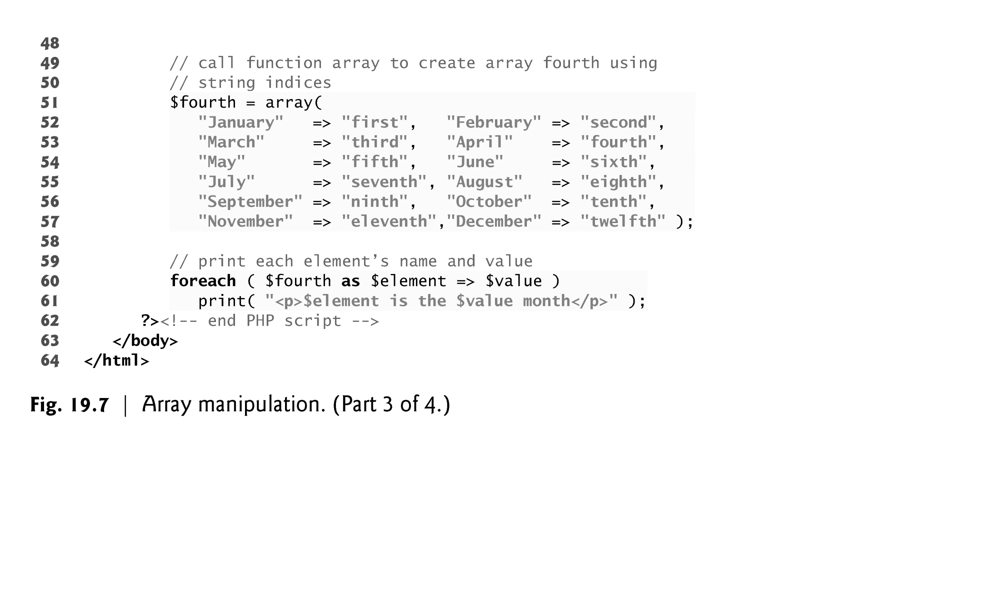 48
49 // call function array to create array fourth using
50 // string indices
51 $fourth = array(
52 "January" => "first", "February" => "second",
53 "March" => "third", "April" => "fourth",
54 "May" => "fifth", "June" => "sixth",
55 "July" => "seventh", "August" => "eighth",
56 "September" => "ninth", "October" => "tenth",
57 "November" => "eleventh","December" => "twelfth" );
58
59 // print each element’s name and value
60 foreach ( $fourth as $element => $value )
61 print( "<p>$element is the $value month</p>" );
62 ?><!-- end PHP script -->
63 </body>
64 </html>
Fig. 19.7 | Array manipulation. (Part 3 of 4.)